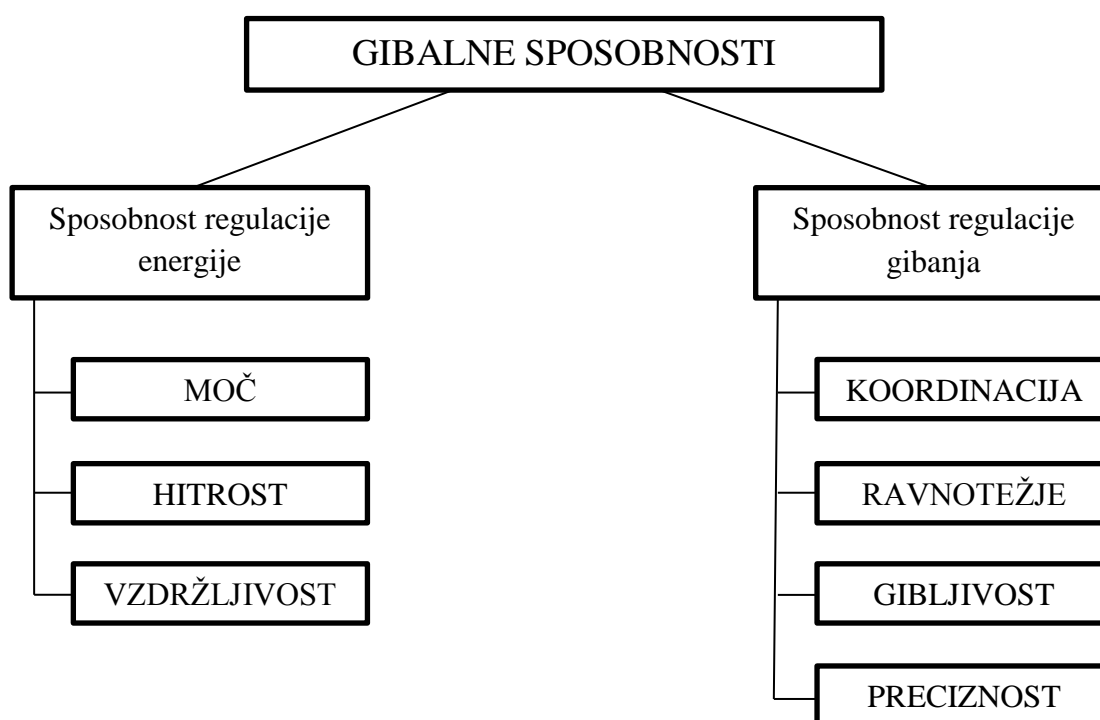 GIBALNE SPOSOBNOSTI
Sposobnost regulacije
energije
MOČ
HITROST
VZDRŽLJIVOST
Sposobnost regulacije
gibanja
KOORDINACIJA
RAVNOTEŽJE
GIBLJIVOST
PRECIZNOST